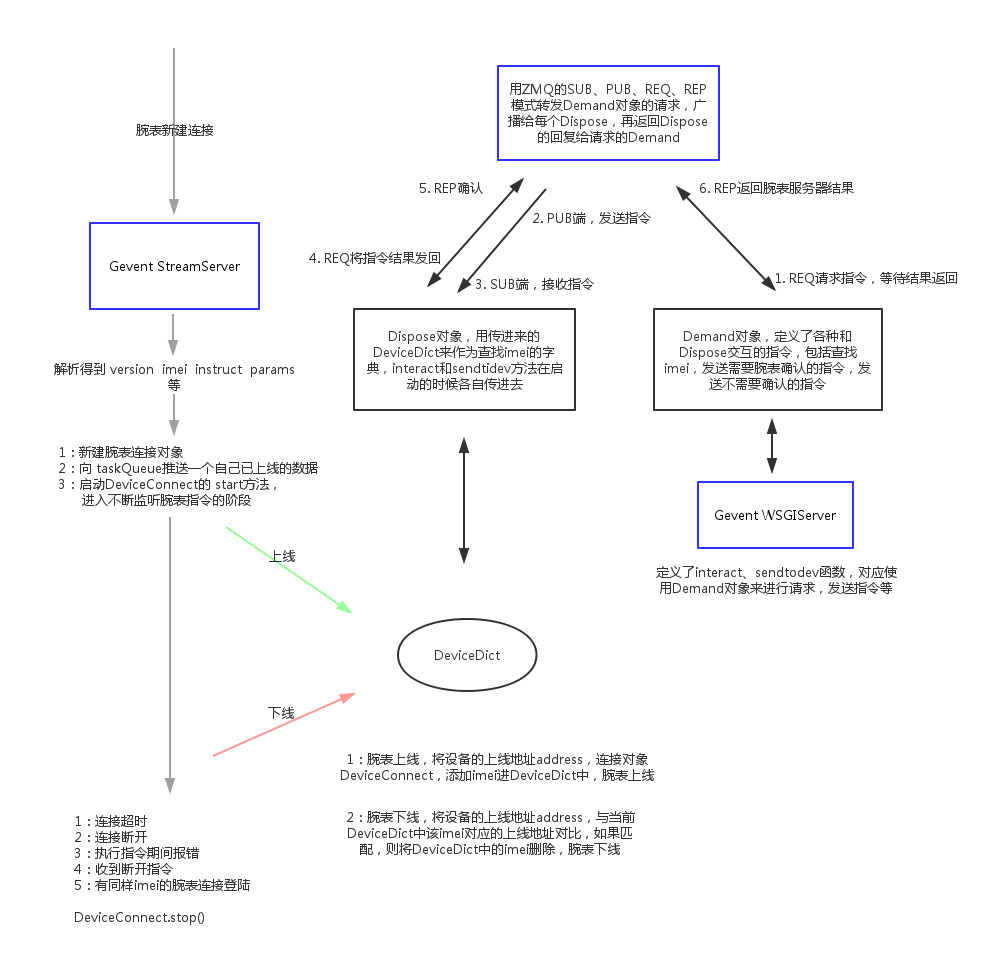 腕表新建连接
Gevent StreamServer
解析得到 version imei instruct params
等
1：新建腕表连接对象
2：向 taskQueue推送一个自己已上线的数据
3：启动DeviceConnect的 start方法，
进入不断监听腕表指令的阶段
上线
下线
1：连接超时
2：连接断开
3：执行指令期间报错
4：收到断开指令
5：有同样imei的腕表连接登陆
DeviceConnect.stop()
用ZMQ的SUB、PUB、REQ、REP
模式转发Demand对象的请求，广
播给每个Dispose，再返回Dispose
的回复给请求的Demand
5. REP确认
6. REP返回腕表服务器结果
2. PUB端，发送指令
4. REQ将指令结果发回
3. SUB端，接收指令
1. REQ请求指令，等待结果返回
Dispose对象，用传进来的
DeviceDict来作为查找imei的字
典，interact和sendtidev方法在启
动的时候各自传进去
Demand对象，定义了各种和
Dispose交互的指令，包括查找
imei，发送需要腕表确认的指令，发
送不需要确认的指令
Gevent WSGIServer
定义了interact、sendtodev函数，对应使
用Demand对象来进行请求，发送指令等
DeviceDict
1：腕表上线，将设备的上线地址address，连接对象
DeviceConnect，添加imei进DeviceDict中，腕表上线
2：腕表下线，将设备的上线地址address，与当前
DeviceDict中该imei对应的上线地址对比，如果匹
配，则将DeviceDict中的imei删除，腕表下线